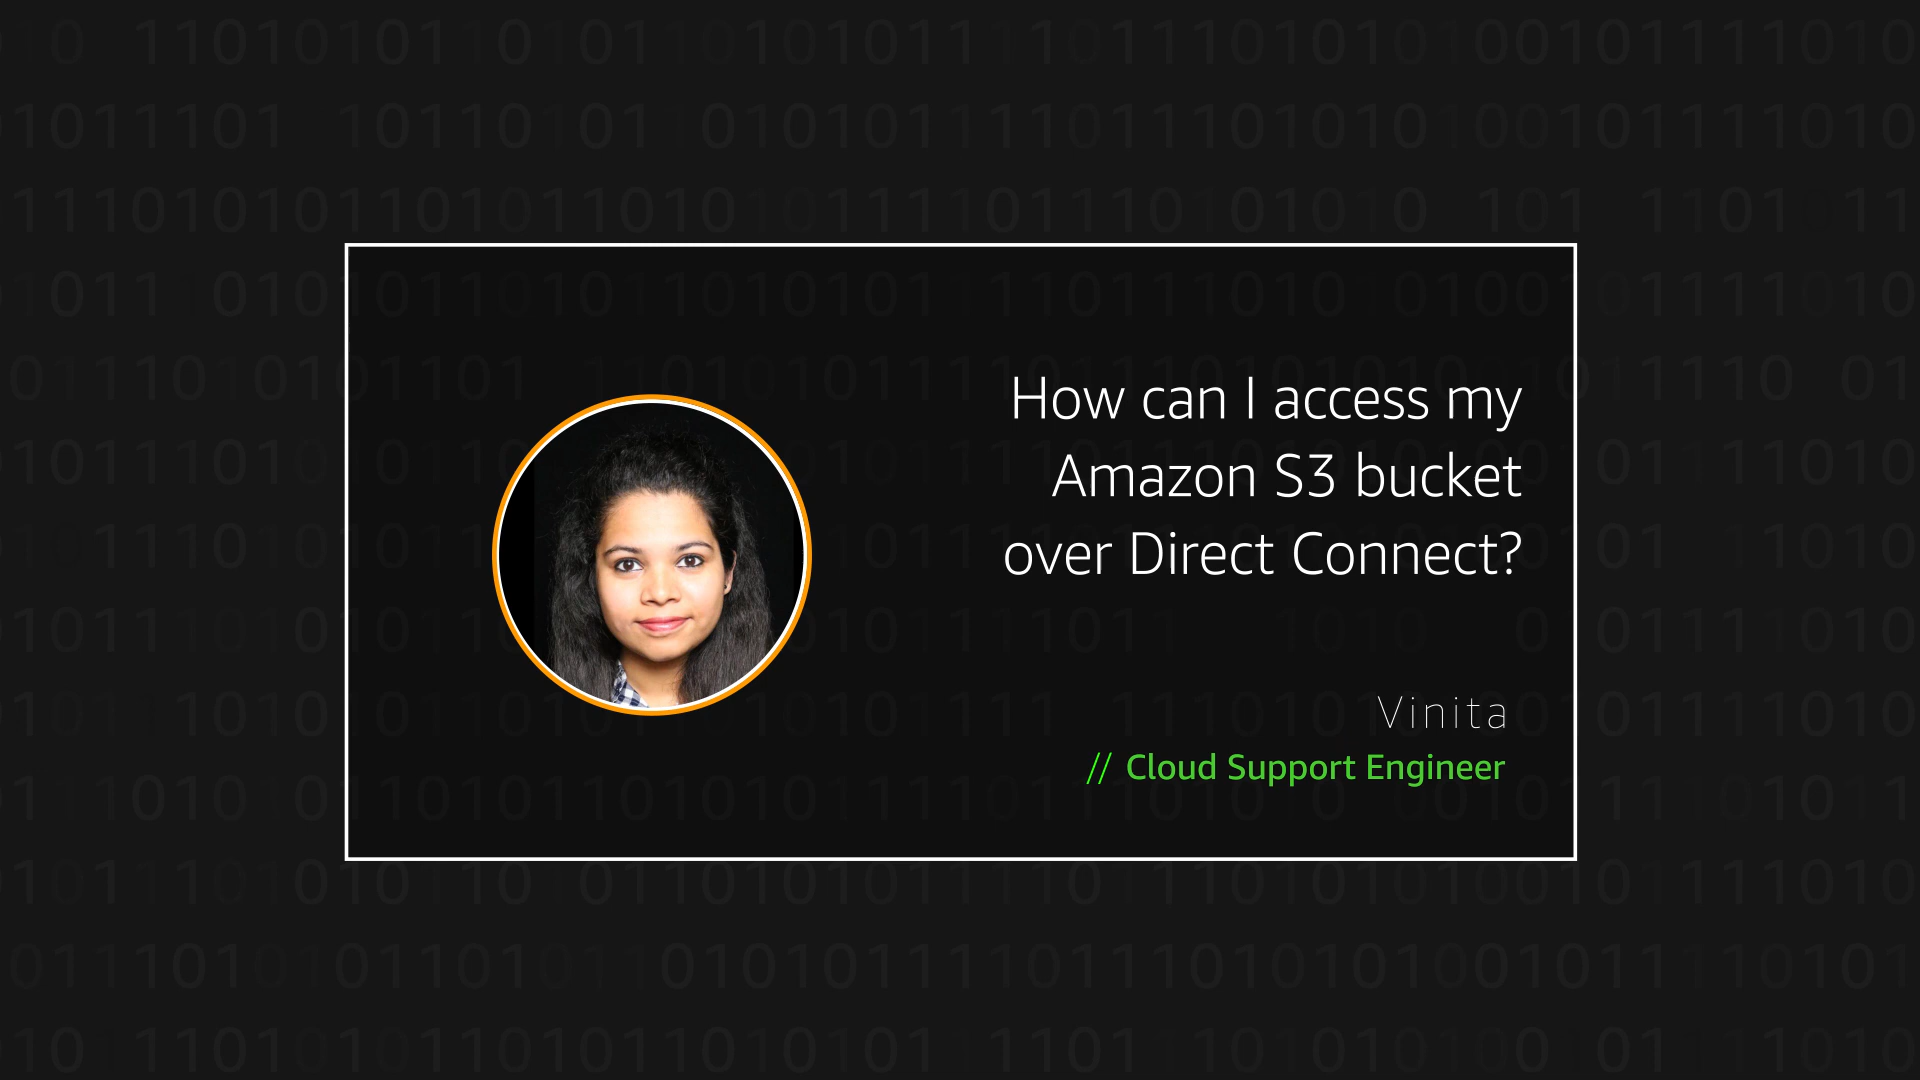 How can I access my
Amazon S3 bucket
over Direct Connect?
Vinita
// Cloud Support Engineer